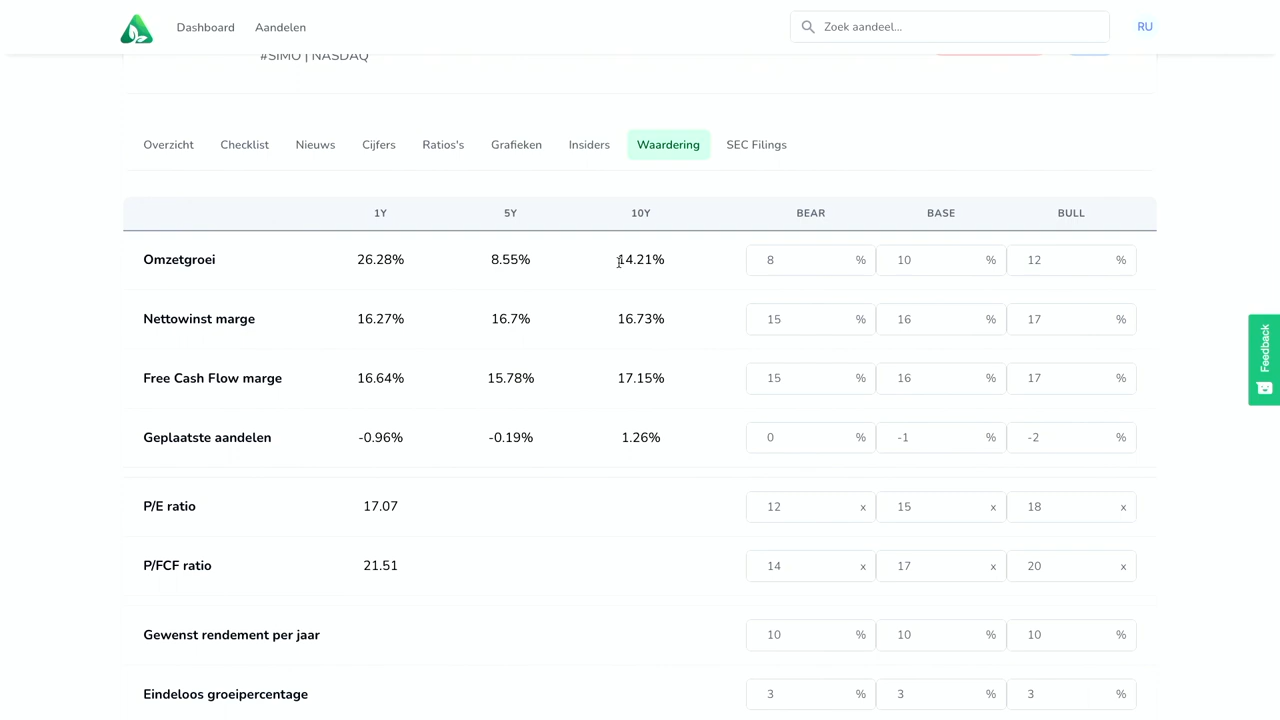 Dashboard Aandelen Zoek aandeel... RU
#SIMO | NASDAQ
Overzicht Checklist Nieuws Cijfers Ratios's Grafieken Insiders Waardering SEC Filings
1Y 5Y 10Y BEAR BASE BULL
Omzetgroei 26.28% 8.55% 14.21% 8 % 10 % 12 %
Nettowinst marge 16.27% 16.7% 16.73% 15 % 16 % 17 %
Free Cash Flow marge 16.64% 15.78% 17.15% 15 % 16 % 17 %
Geplaatste aandelen -0.96% -0.19% 1.26% 0 % -1 % -2 %
P/E ratio 17.07 12 x 15 x 18 x
P/FCF ratio 21.51 14 x 17 x 20 x
Gewenst rendement per jaar 10 % 10 % 10 %
Eindeloos groeipercentage 3 % 3 % 3 %
Feedback